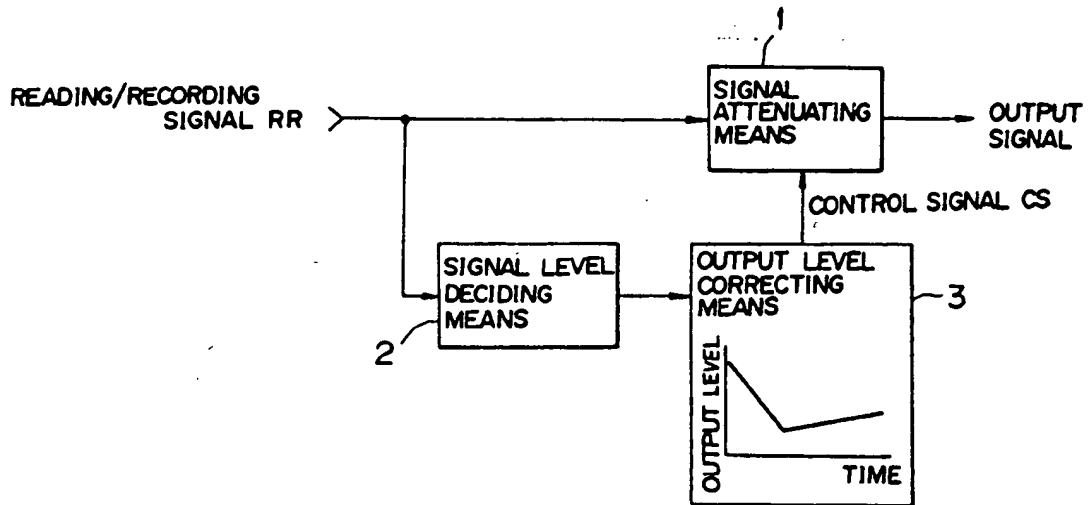 1
READING/RECORDING
SIGNAL RR
SIGNAL
ATTENUATING
MEANS
OUTPUT
SIGNAL
CONTROL SIGNAL CS
SIGNAL LEVEL
DECIDING
MEANS
2
OUTPUT LEVEL
CORRECTING
MEANS
3
OUTPUT LEVEL
TIME